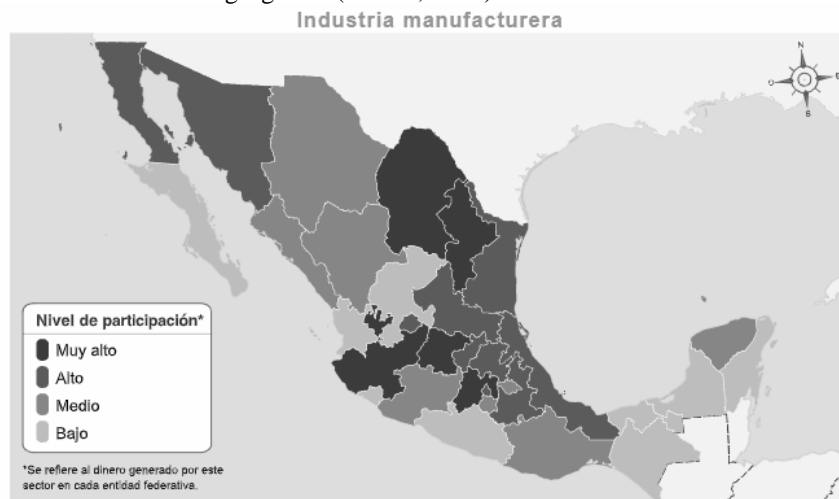 Industria manufacturera
N
O
E
S
Nivel de participación*
Muy alto
Alto
Medio
Bajo
*Se refiere al dinero generado por este
sector en cada entidad federativa.